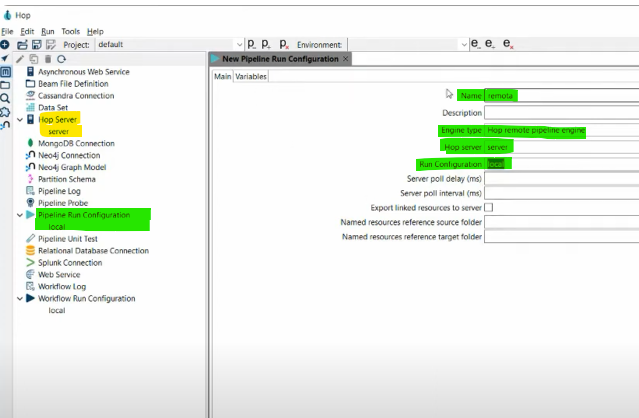 Hop
File Edit Run Tools Help
Project: default Environment:
Asynchronous Web Service
Beam File Definition
Cassandra Connection
Data Set
Hop Server
server
MongoDB Connection
Neo4j Connection
Neo4j Graph Model
Partition Schema
Pipeline Log
Pipeline Probe
Pipeline Run Configuration
local
Pipeline Unit Test
Relational Database Connection
Splunk Connection
Web Service
Workflow Log
Workflow Run Configuration
local
New Pipeline Run Configuration
Main Variables
Name remota
Description
Engine type Hop remote pipeline engine
Hop server server
Run Configuration local
Server poll delay (ms)
Server poll interval (ms)
Export linked resources to server
Named resources reference source folder
Named resources reference target folder